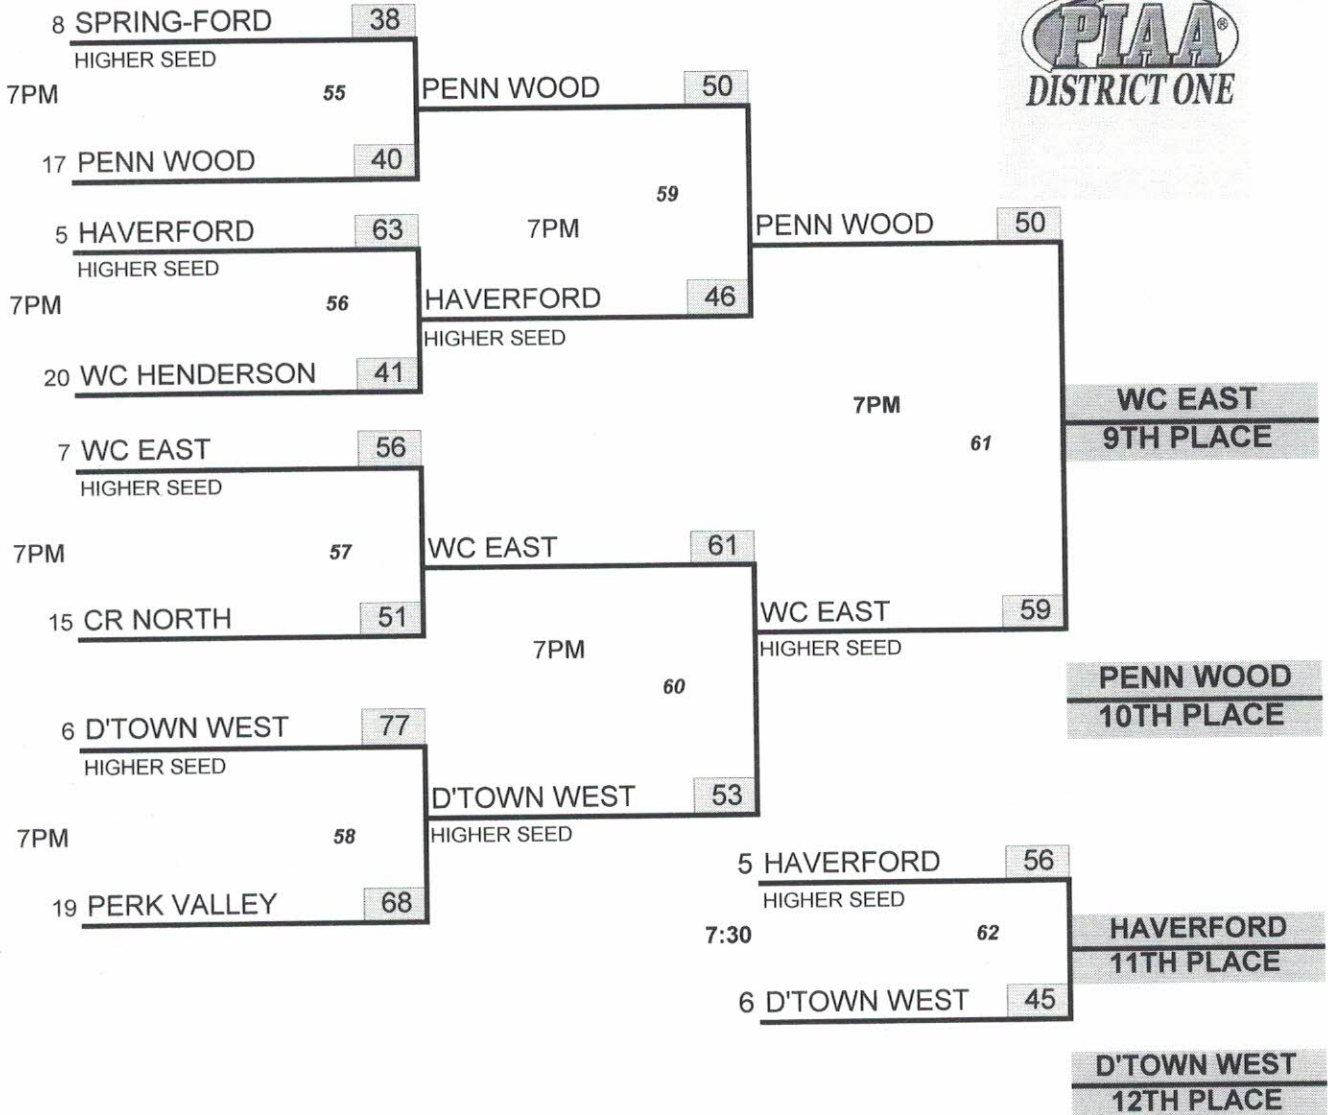 PIAA®
DISTRICT ONE
8 SPRING-FORD 38
HIGHER SEED
7PM 55
17 PENN WOOD 40
5 HAVERFORD 63
HIGHER SEED
7PM 56
20 WC HENDERSON 41
7 WC EAST 56
HIGHER SEED
7PM 57
15 CR NORTH 51
6 D'TOWN WEST 77
HIGHER SEED
7PM 58
19 PERK VALLEY 68
PENN WOOD 50
59
7PM
HAVERFORD 46
HIGHER SEED
WC EAST 61
7PM
60
D'TOWN WEST 53
HIGHER SEED
PENN WOOD 50
7PM
61
WC EAST 59
HIGHER SEED
WC EAST
9TH PLACE
PENN WOOD
10TH PLACE
5 HAVERFORD 56
HIGHER SEED
7:30 62
6 D'TOWN WEST 45
HAVERFORD
11TH PLACE
D'TOWN WEST
12TH PLACE